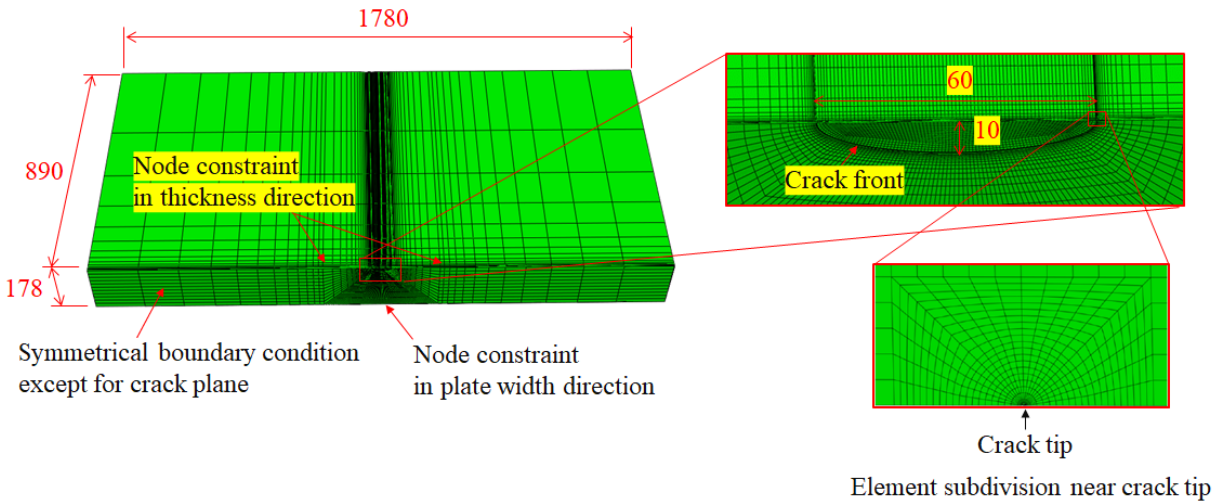 1780
890
178
Node constraint
in thickness direction
Symmetrical boundary condition
except for crack plane
Node constraint
in plate width direction
60
10
Crack front
Crack tip
Element subdivision near crack tip